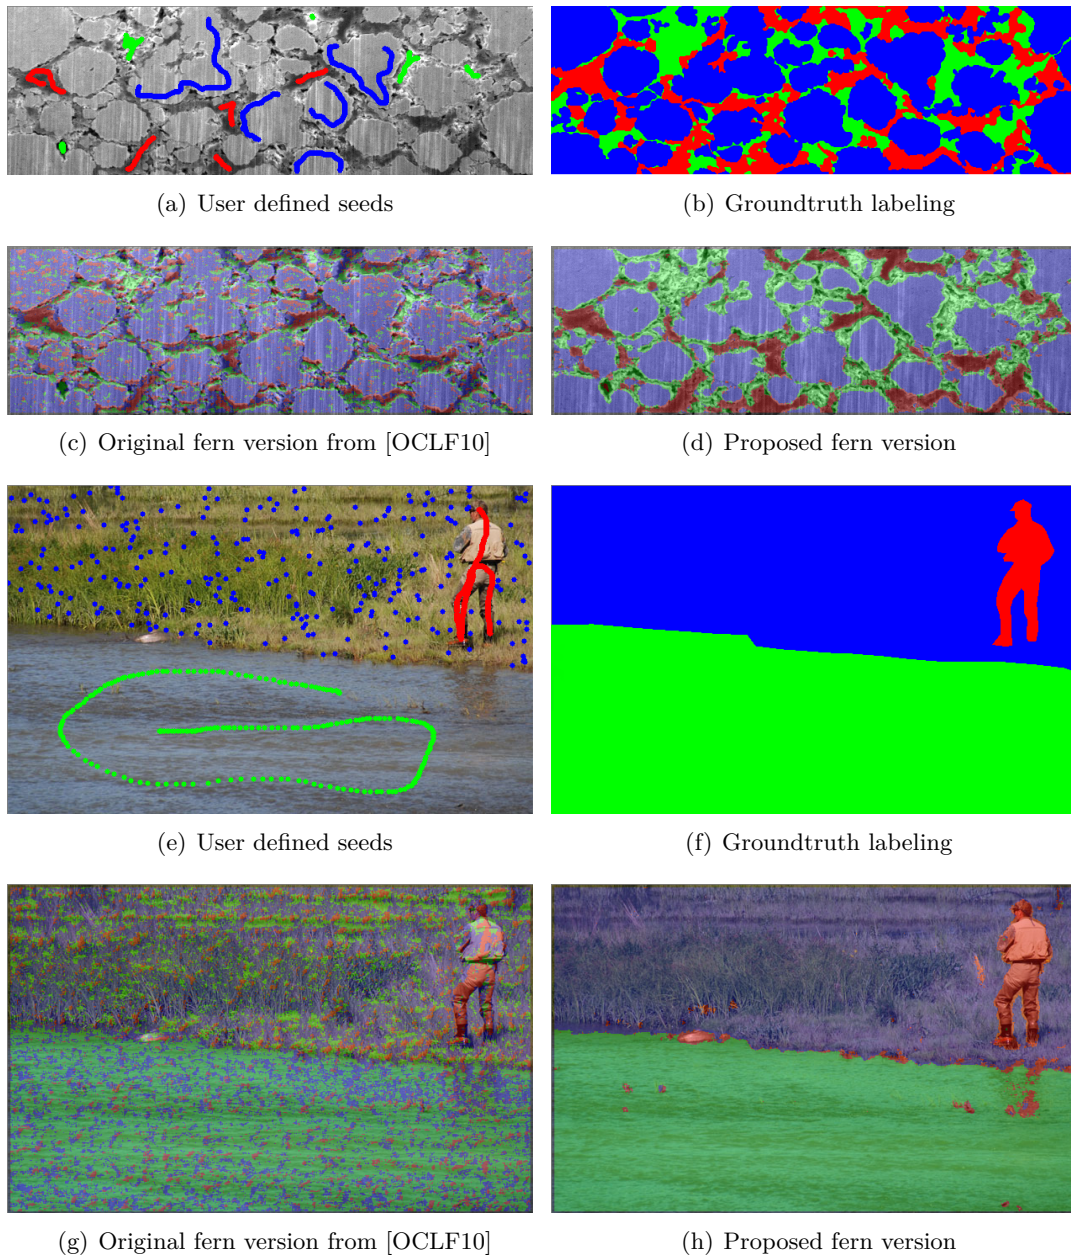 (a) User defined seeds
(b) Groundtruth labeling
(c) Original fern version from [OCLF10]
(d) Proposed fern version
(e) User defined seeds
(f) Groundtruth labeling
(g) Original fern version from [OCLF10]
(h) Proposed fern version